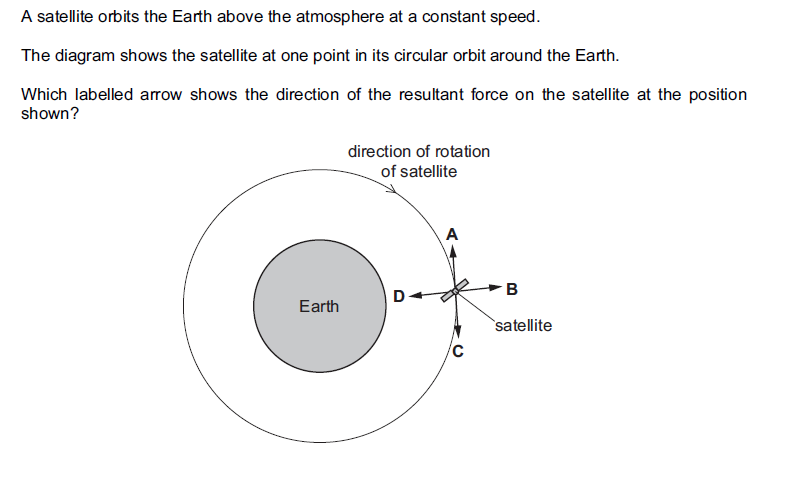 A satellite orbits the Earth above the atmosphere at a constant speed.
The diagram shows the satellite at one point in its circular orbit around the Earth.
Which labelled arrow shows the direction of the resultant force on the satellite at the position
shown?
direction of rotation
of satellite
A
B
D
Earth
satellite
C